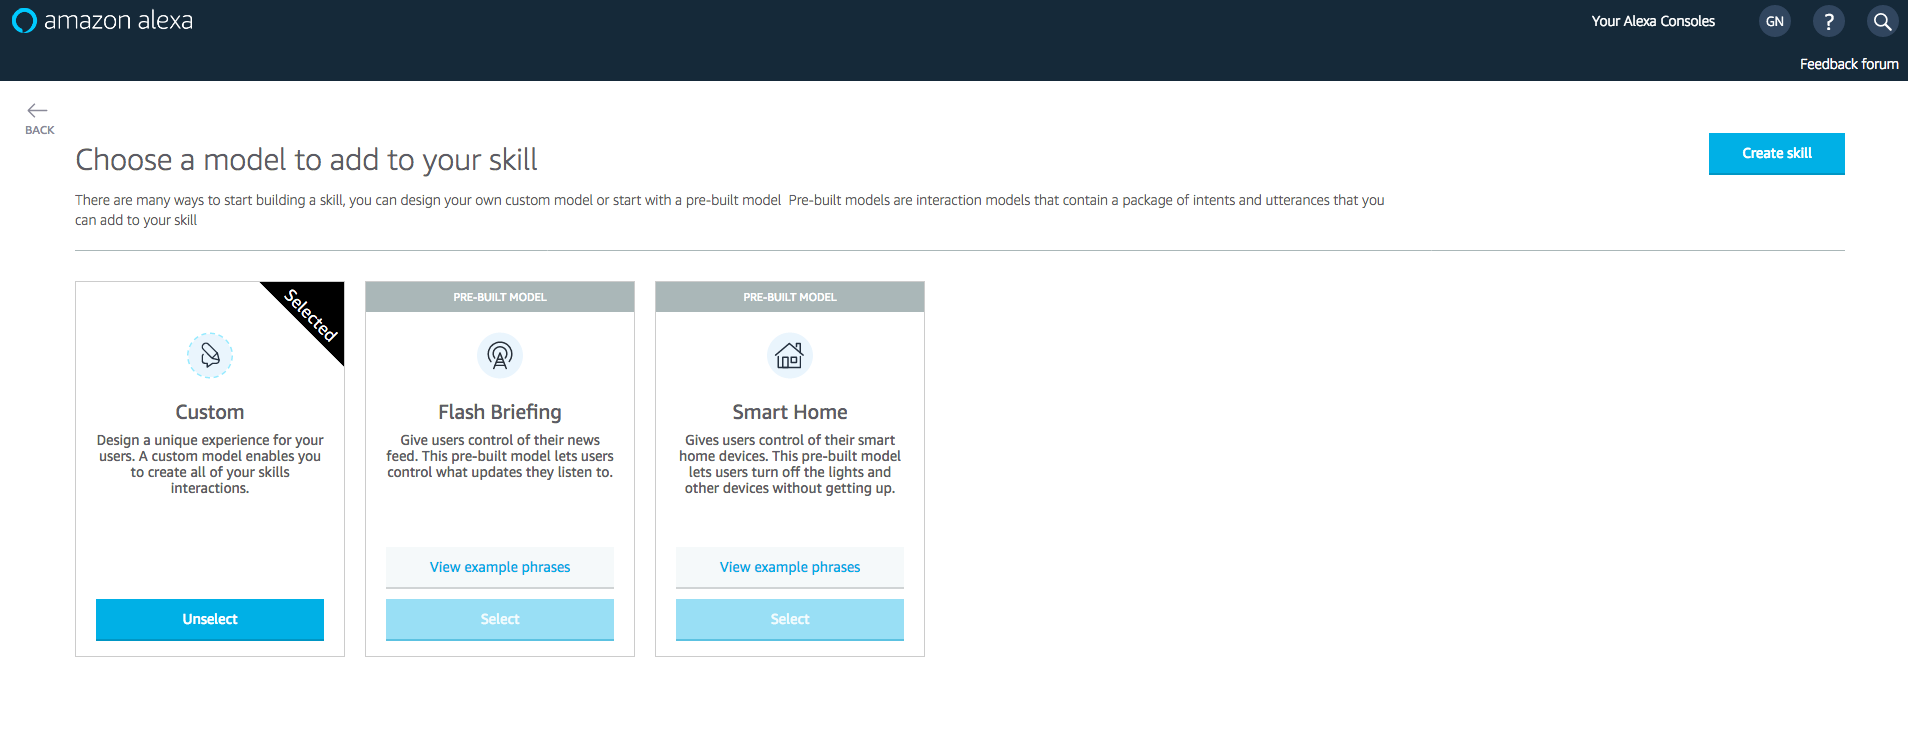 amazon alexa
Your Alexa Consoles
GN
?
Feedback forum
BACK
Choose a model to add to your skill
Create skill
There are many ways to start building a skill, you can design your own custom model or start with a pre-built model  Pre-built models are interaction models that contain a package of intents and utterances that you
can add to your skill
Selected
Custom
Design a unique experience for your
users. A custom model enables you
to create all of your skills
interactions.
Unselect
PRE-BUILT MODEL
Flash Briefing
Give users control of their news
feed. This pre-built model lets users
control what updates they listen to.
View example phrases
Select
PRE-BUILT MODEL
Smart Home
Gives users control of their smart
home devices. This pre-built model
lets users turn off the lights and
other devices without getting up.
View example phrases
Select